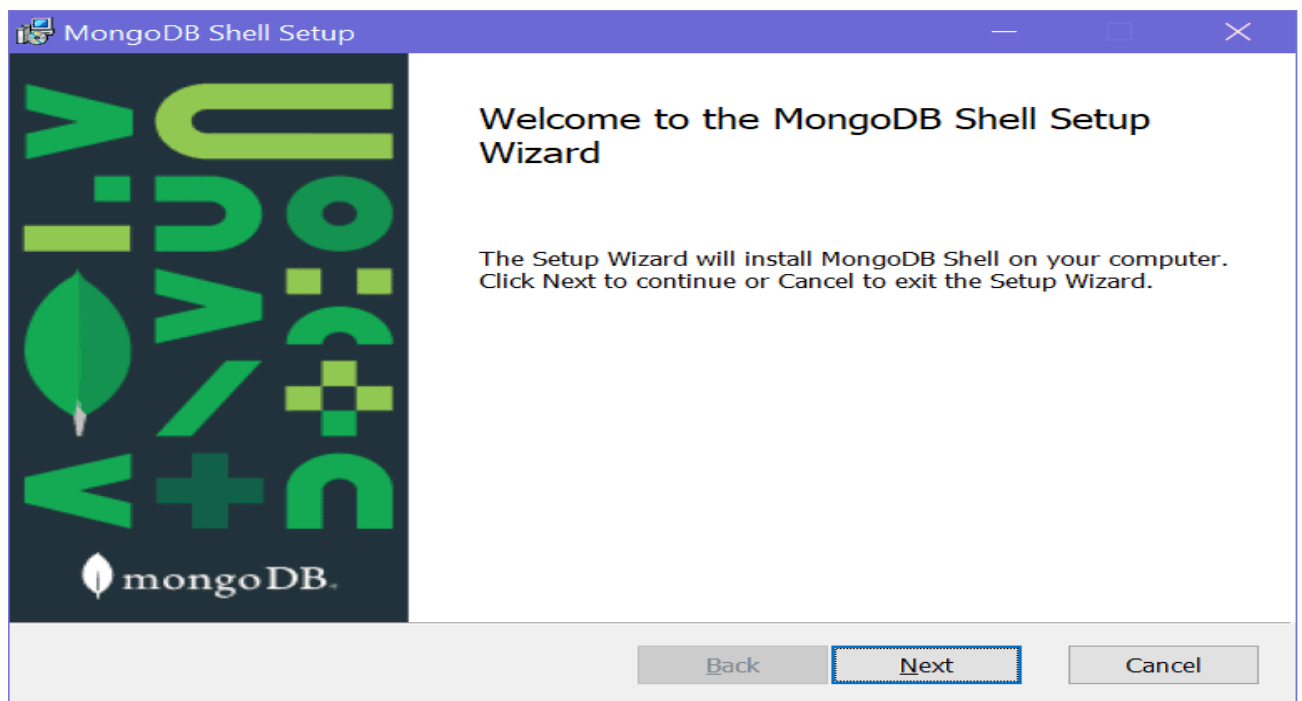 MongoDB Shell Setup
Welcome to the MongoDB Shell Setup
Wizard
The Setup Wizard will install MongoDB Shell on your computer.
Click Next to continue or Cancel to exit the Setup Wizard.
mongoDB.
Back
Next
Cancel